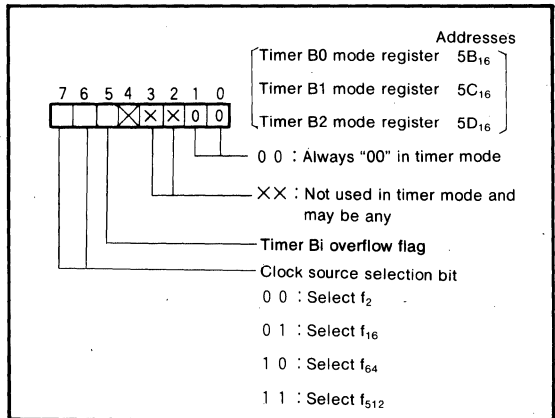 Addresses
Timer B0 mode register 5B₁₆
Timer B1 mode register 5C₁₆
Timer B2 mode register 5D₁₆
7 6 5 4 3 2 1 0
× × × 0 0
0 0 : Always "00" in timer mode
×× : Not used in timer mode and
may be any
Timer Bi overflow flag
Clock source selection bit
0 0 : Select f₂
0 1 : Select f₁₆
1 0 : Select f₆₄
1 1 : Select f₅₁₂